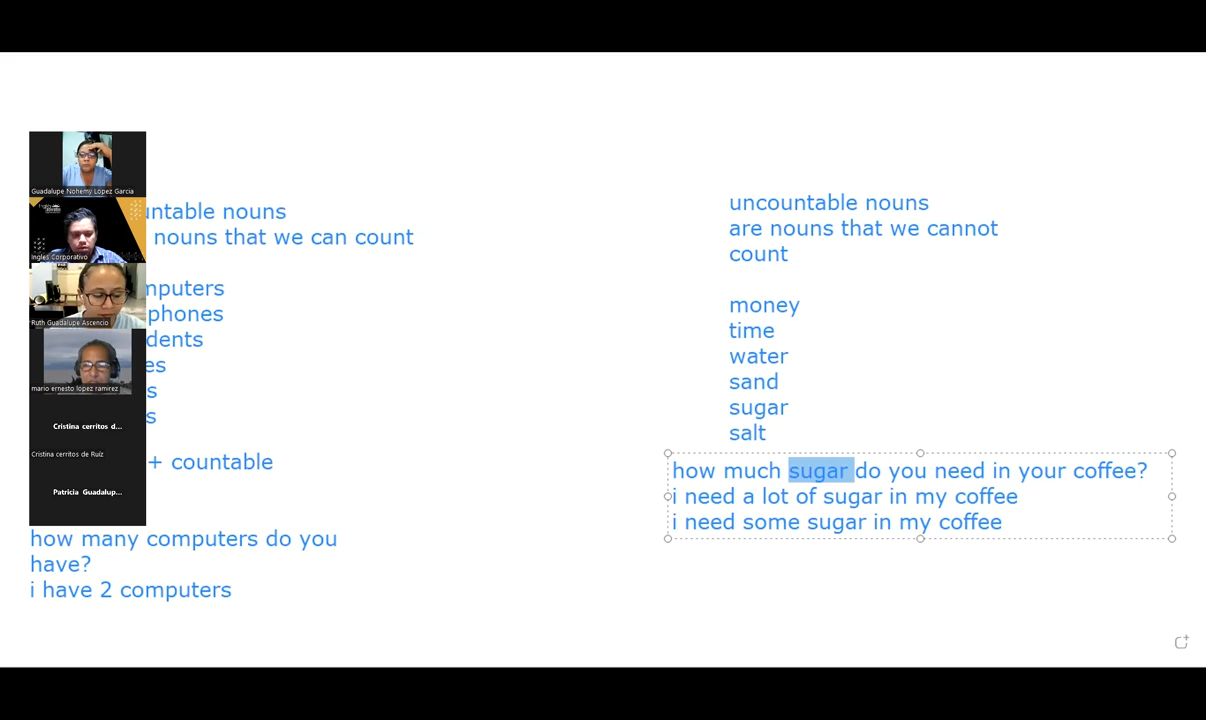 Guadalupe Nohemy Lopez Garcia
Ingles Corporativo
Ruth Guadalupe Ascencio
mario ernesto lopez ramirez
Cristina cerritos d...
Cristina cerritos de Ruiz
Patricia Guadalup...
untable nouns
nouns that we can count
mputers
phones
dents
es
s
s
+ countable
how many computers do you
have?
i have 2 computers
uncountable nouns
are nouns that we cannot
count
money
time
water
sand
sugar
salt
how much sugar do you need in your coffee?
i need a lot of sugar in my coffee
i need some sugar in my coffee